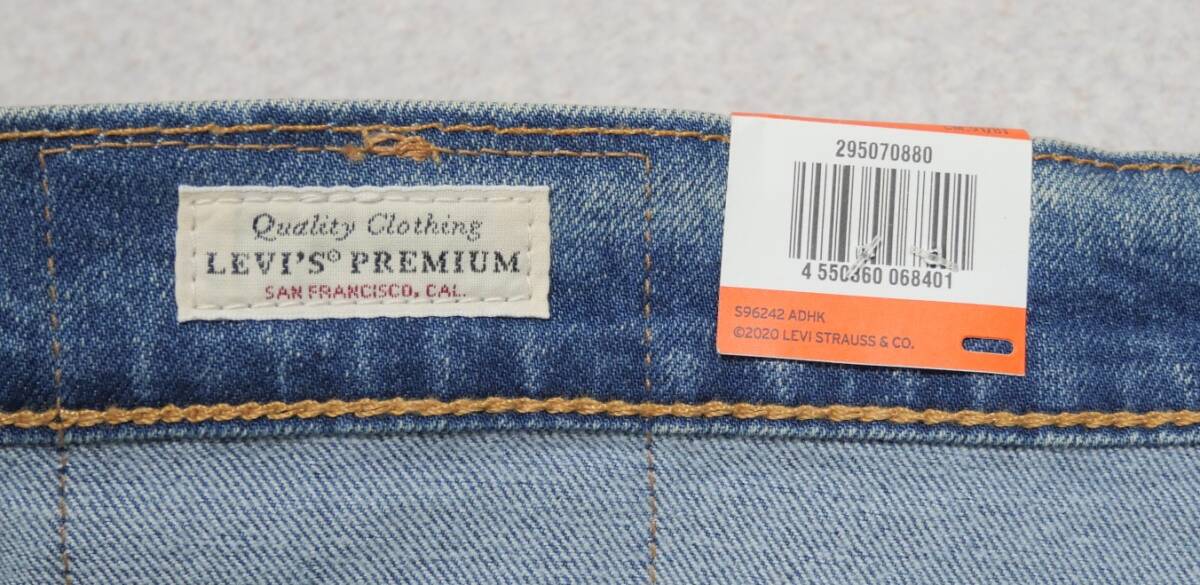 Quality Clothing
LEVI'S® PREMIUM
SAN FRANCISCO, CAL.
295070880
4 550360 068401
S96242 ADHK
©2020 LEVI STRAUSS & CO.